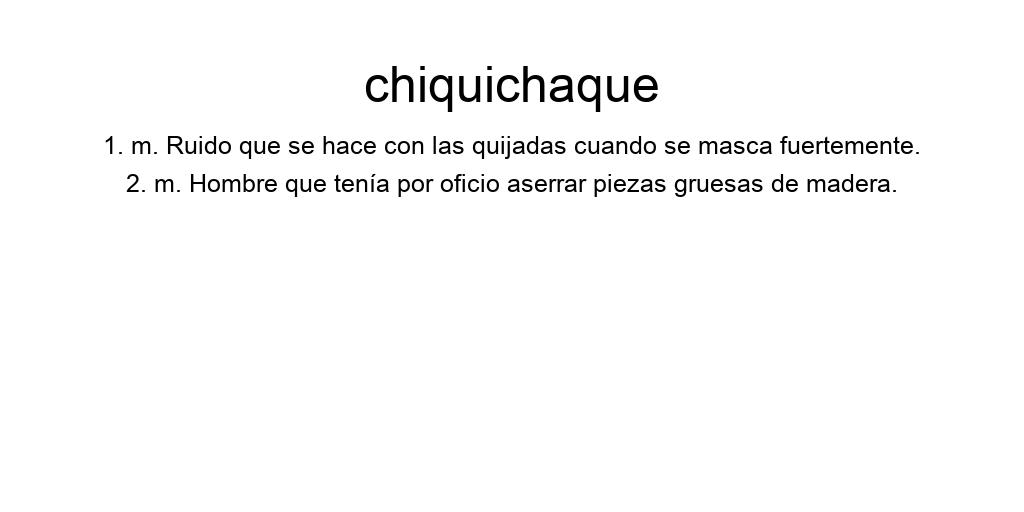 chiquichaque
1. m. Ruido que se hace con las quijadas cuando se masca fuertemente.
2. m. Hombre que tenía por oficio aserrar piezas gruesas de madera.